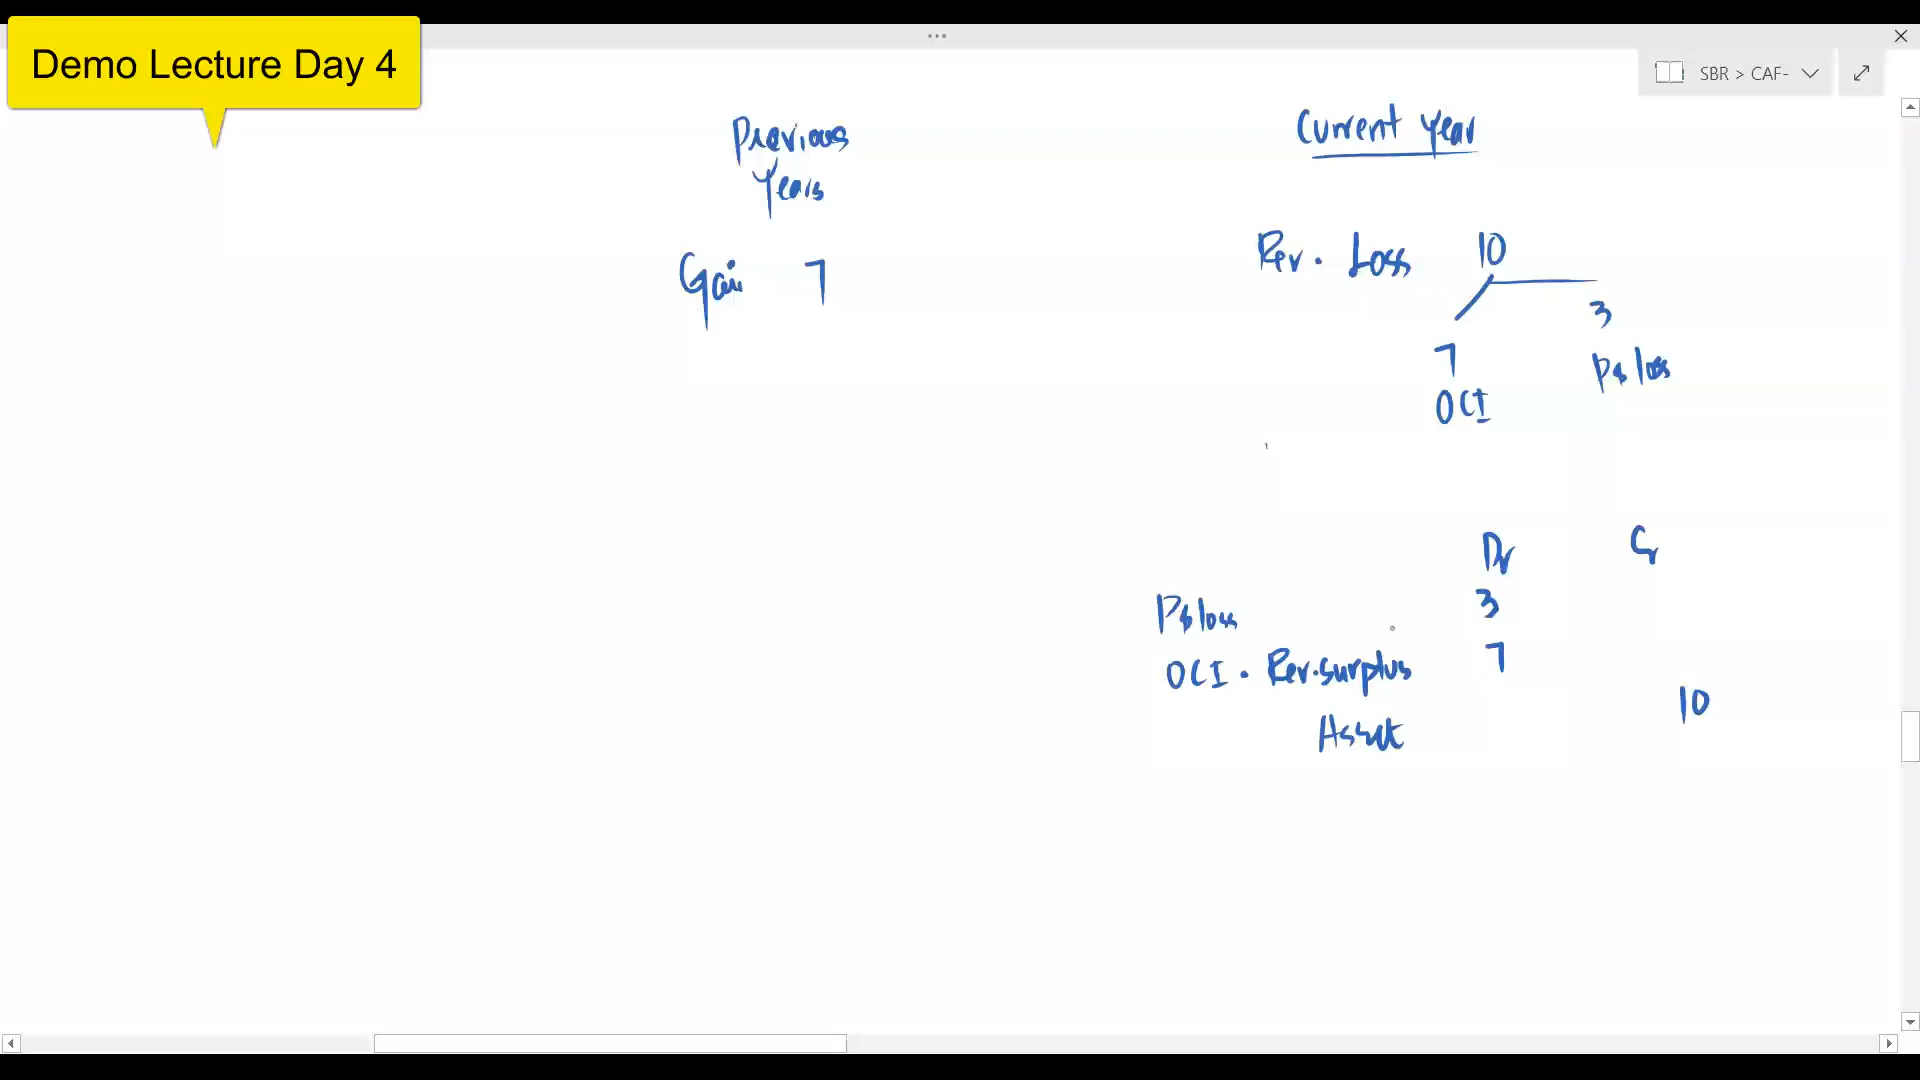 Demo Lecture Day 4
SBR > CAF-
Previous
Years
Current Year
Gain 7
Rev. Loss 10
3
7
P&loss
OCI
Dr Cr
P&loss 3
OCI . Rev.surplus 7
10
Asset